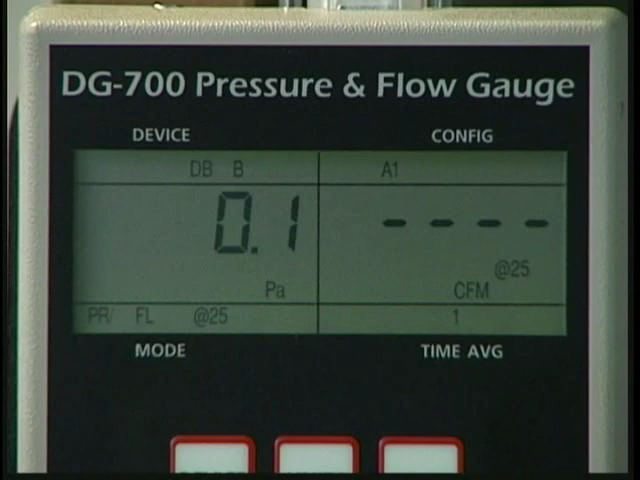 DG-700 Pressure & Flow Gauge
DEVICE CONFIG
DB B A1
0.1 - - - -
@25
Pa CFM
PR/ FL @25 1
MODE TIME AVG